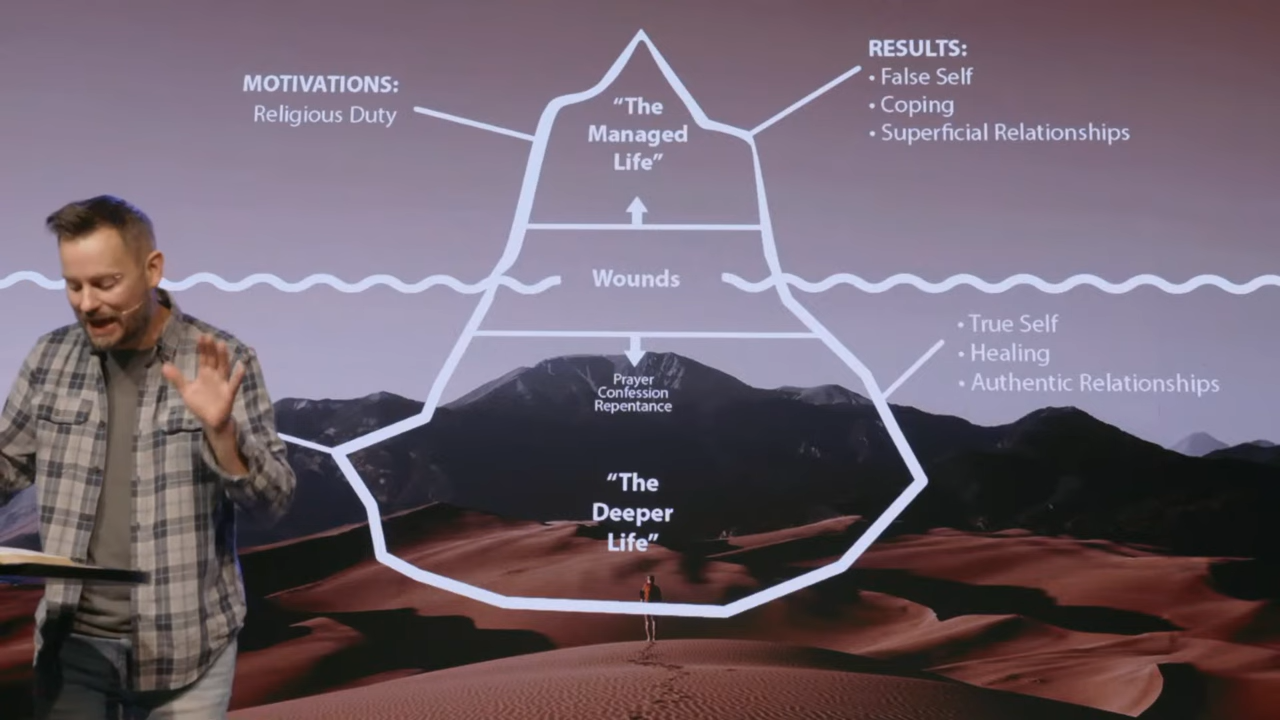 MOTIVATIONS:
Religious Duty
RESULTS:
• False Self
• Coping
• Superficial Relationships
“The
Managed
Life”
Wounds
• True Self
• Healing
• Authentic Relationships
Prayer
Confession
Repentance
“The
Deeper
Life”